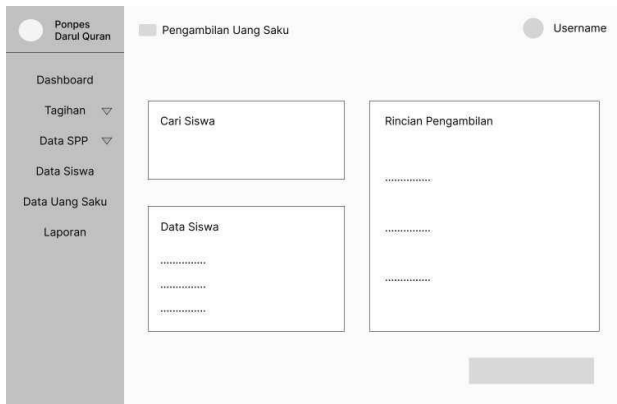 Ponpes
Darul Quran
Pengambilan Uang Saku
Username
Dashboard
Tagihan
Data SPP
Data Siswa
Data Uang Saku
Laporan
Cari Siswa
Data Siswa
...............
...............
...............
Rincian Pengambilan
...............
...............
...............